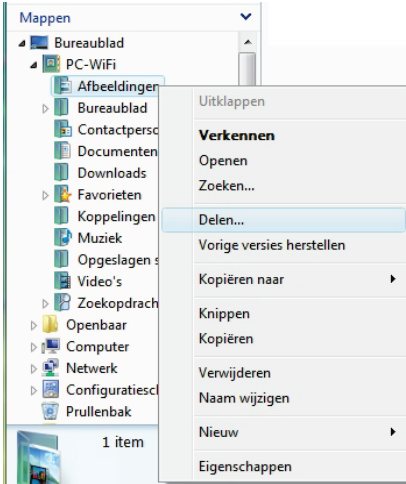 Mappen
Bureaublad
PC-WiFi
Afbeeldingen
Bureaublad
Contactperso
Documenten
Downloads
Favorieten
Koppelingen
Muziek
Opgeslagen s
Video's
Zoekopdrach
Openbaar
Computer
Netwerk
Configuratiescl
Prullenbak
1 item
Uitklappen
Verkennen
Openen
Zoeken...
Delen...
Vorige versies herstellen
Kopiëren naar
Knippen
Kopiëren
Verwijderen
Naam wijzigen
Nieuw
Eigenschappen